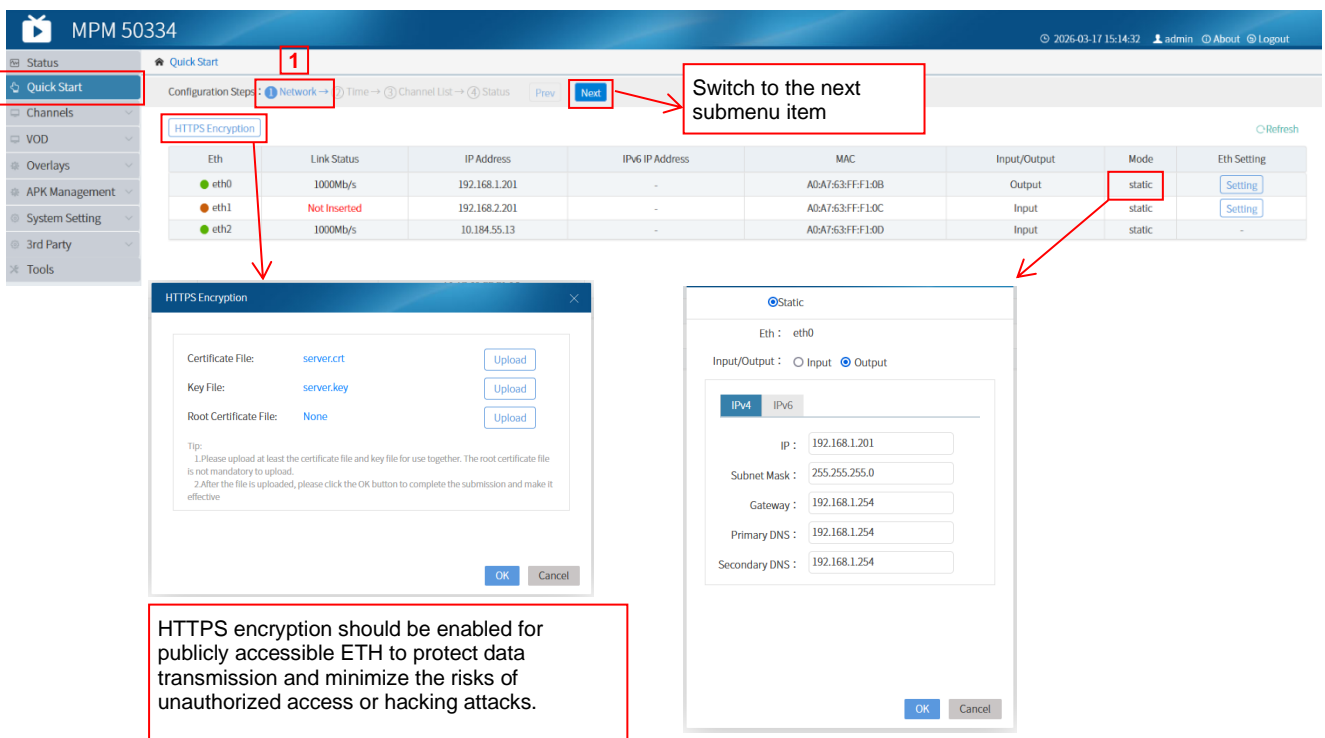 MPM 50334
2026-03-17 15:14:32 admin About Logout
Status
Quick Start
Channels
VOD
Overlays
APK Management
System Setting
3rd Party
Tools
Quick Start
1
Configuration Steps: 1 Network → 2 Time → 3 Channel List → 4 Status Prev Next
Switch to the next
submenu item
HTTPS Encryption
Refresh
Eth Link Status IP Address IPv6 IP Address MAC Input/Output Mode Eth Setting
eth0 1000Mb/s 192.168.1.201 - A0:A7:63:FF:F1:0B Output static Setting
eth1 Not Inserted 192.168.2.201 - A0:A7:63:FF:F1:0C Input static Setting
eth2 1000Mb/s 10.184.55.13 - A0:A7:63:FF:F1:0D Input static -
HTTPS Encryption
Certificate File: server.crt Upload
Key File: server.key Upload
Root Certificate File: None Upload
Tip:
1.Please upload at least the certificate file and key file for use together. The root certificate file
is not mandatory to upload.
2.After the file is uploaded, please click the OK button to complete the submission and make it
effective
OK Cancel
HTTPS encryption should be enabled for
publicly accessible ETH to protect data
transmission and minimize the risks of
unauthorized access or hacking attacks.
Static
Eth: eth0
Input/Output: Input Output
IPv4 IPv6
IP: 192.168.1.201
Subnet Mask: 255.255.255.0
Gateway: 192.168.1.254
Primary DNS: 192.168.1.254
Secondary DNS: 192.168.1.254
OK Cancel